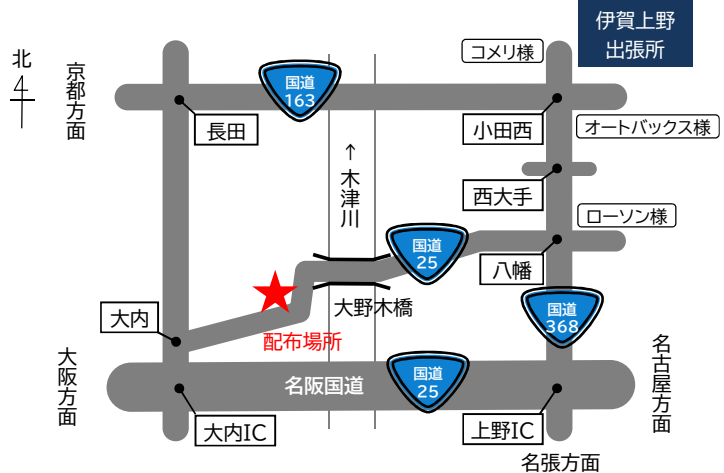 伊賀上野
出張所
北
4
京都方面
国道
163
コメリ様
長田
小田西
オートバックス様
↑木津川
西大手
ローソン様
国道
25
八幡
大野木橋
国道
368
大内
配布場所
大阪方面
名阪国道
国道
25
名古屋方面
大内IC
上野IC
名張方面